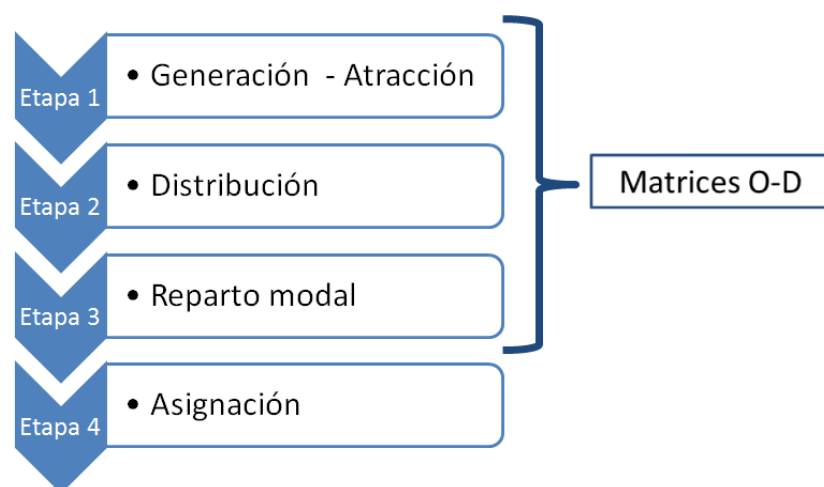 Etapa 1
• Generación - Atracción
Etapa 2
• Distribución
Matrices O-D
Etapa 3
• Reparto modal
Etapa 4
• Asignación